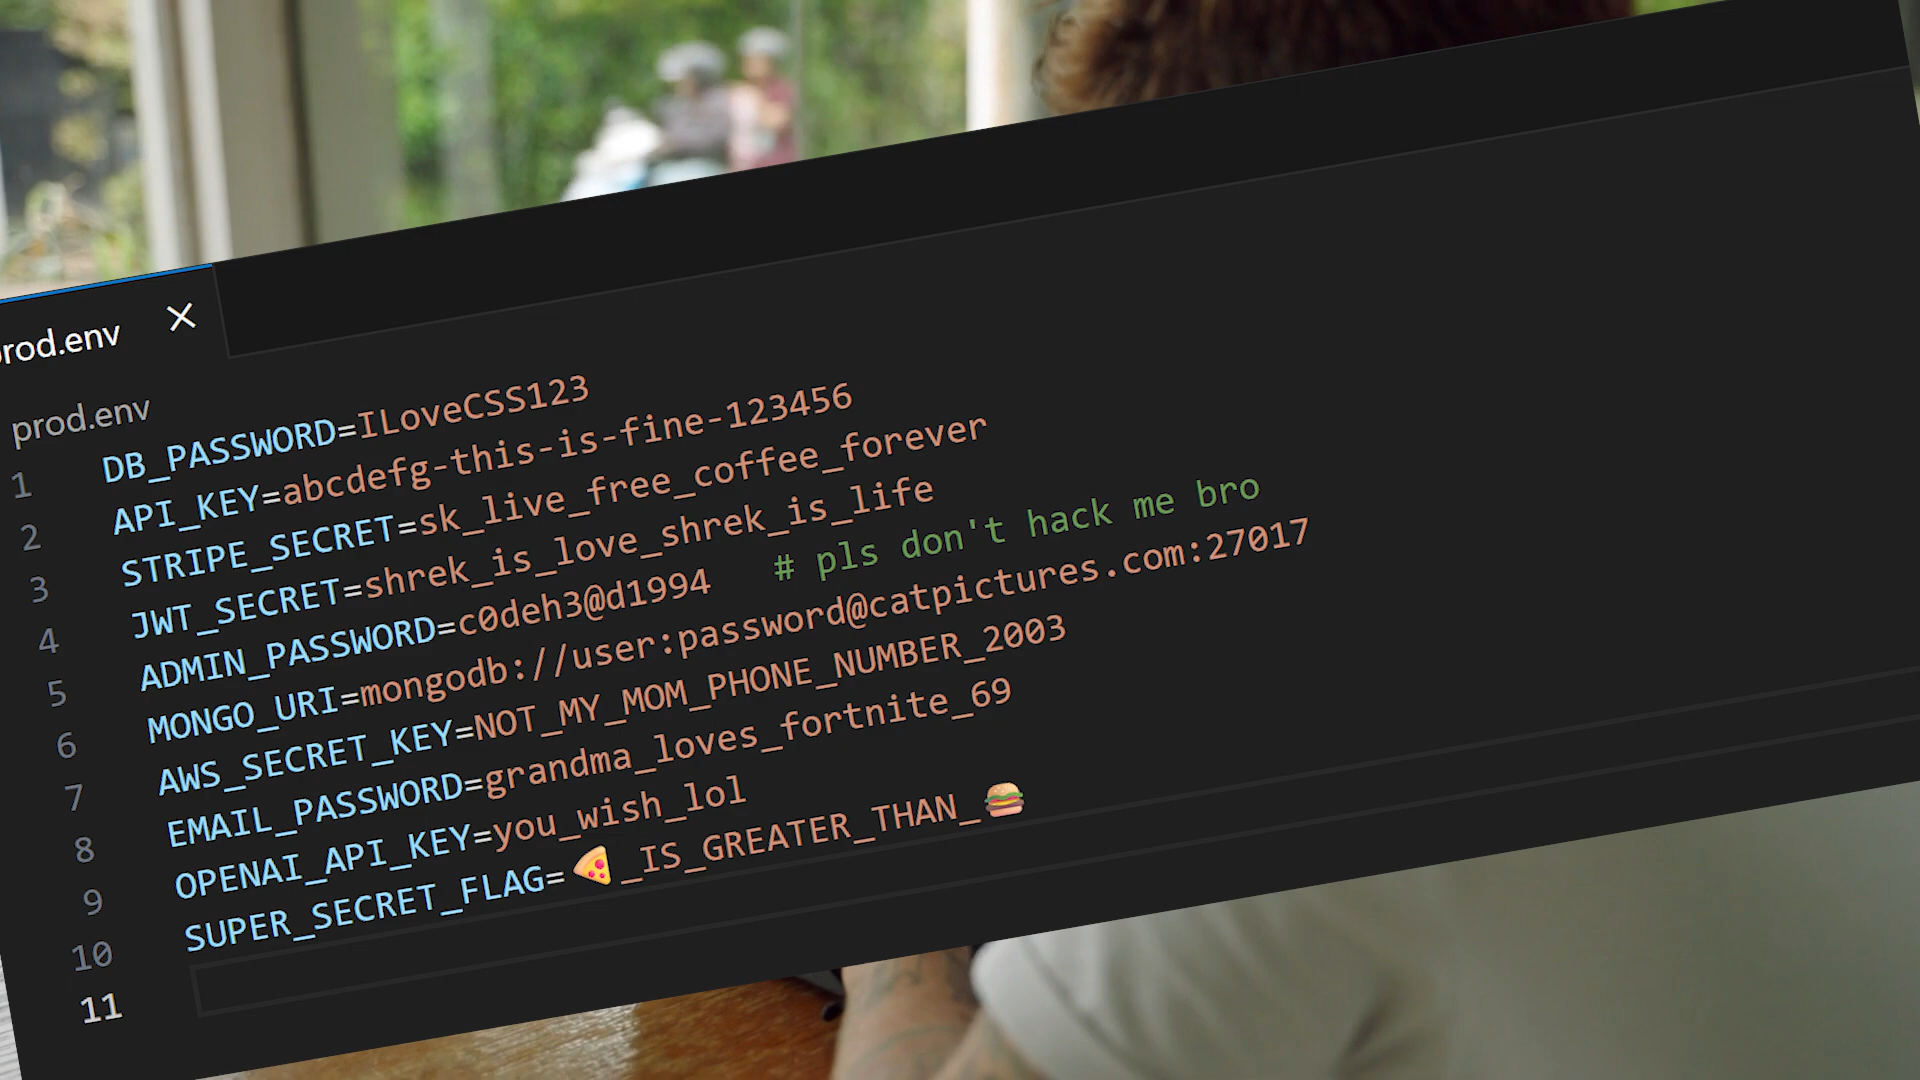 prod.env
prod.env
1 DB_PASSWORD=ILoveCSS123
2 API_KEY=abcdefg-this-is-fine-123456
3 STRIPE_SECRET=sk_live_free_coffee_forever
4 JWT_SECRET=shrek_is_love_shrek_is_life
5 ADMIN_PASSWORD=c0deh3@d1994 # pls don't hack me bro
6 MONGO_URI=mongodb://user:password@catpictures.com:27017
7 AWS_SECRET_KEY=NOT_MY_MOM_PHONE_NUMBER_2003
8 EMAIL_PASSWORD=grandma_loves_fortnite_69
9 OPENAI_API_KEY=you_wish_lol
10 SUPER_SECRET_FLAG=🍕_IS_GREATER_THAN_🍔
11